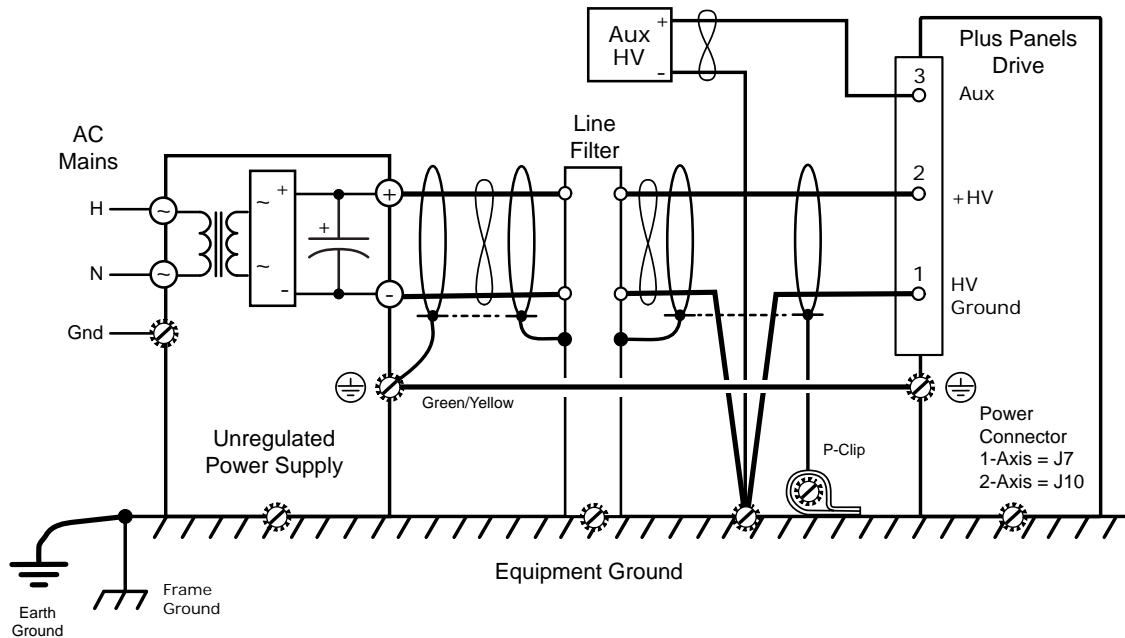 Aux
HV
+
-
Plus Panels
Drive
3
Aux
AC
Mains
Line
Filter
H
~
~
+
+
+
2
+HV
N
~
~
-
-
1
HV
Ground
Gnd
Green/Yellow
Unregulated
Power Supply
P-Clip
Power
Connector
1-Axis = J7
2-Axis = J10
Equipment Ground
Earth
Ground
Frame
Ground